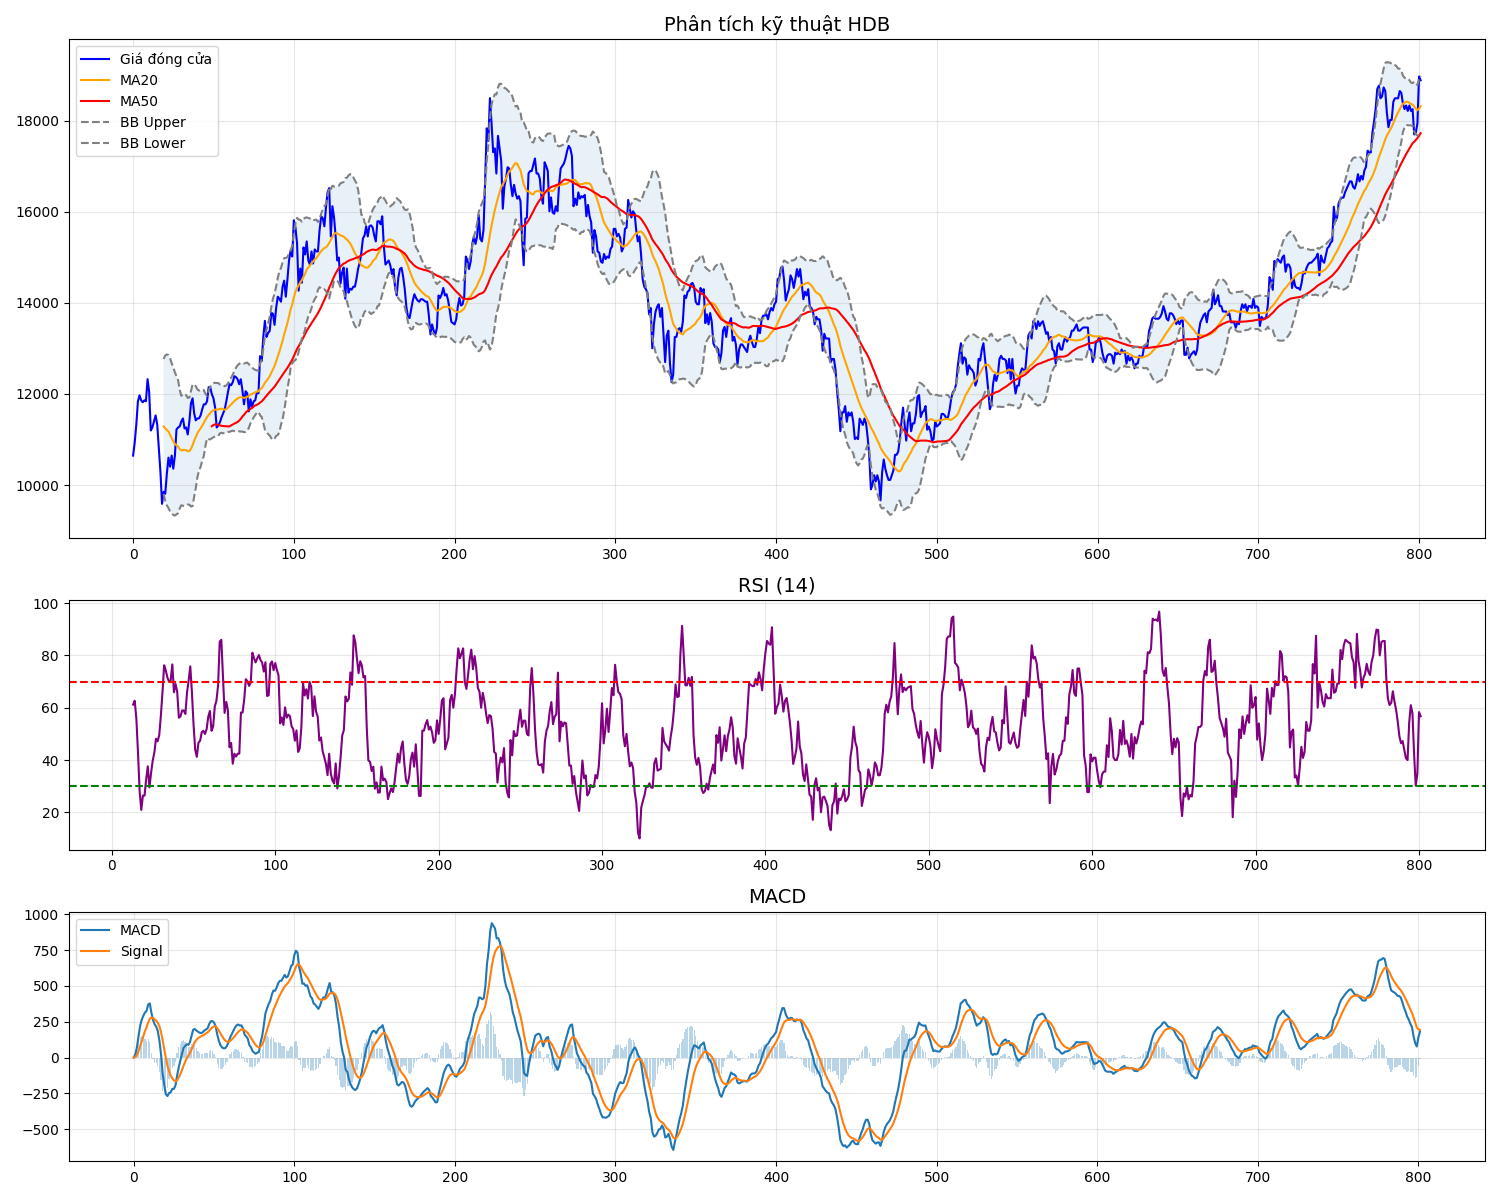 Phân tích kỹ thuật HDB
Giá đóng cửa
MA20
MA50
BB Upper
BB Lower
18000
16000
14000
12000
10000
0 100 200 300 400 500 600 700 800
RSI (14)
100
80
60
40
20
0 100 200 300 400 500 600 700 800
MACD
MACD
Signal
1000
750
500
250
0
−250
−500
0 100 200 300 400 500 600 700 800